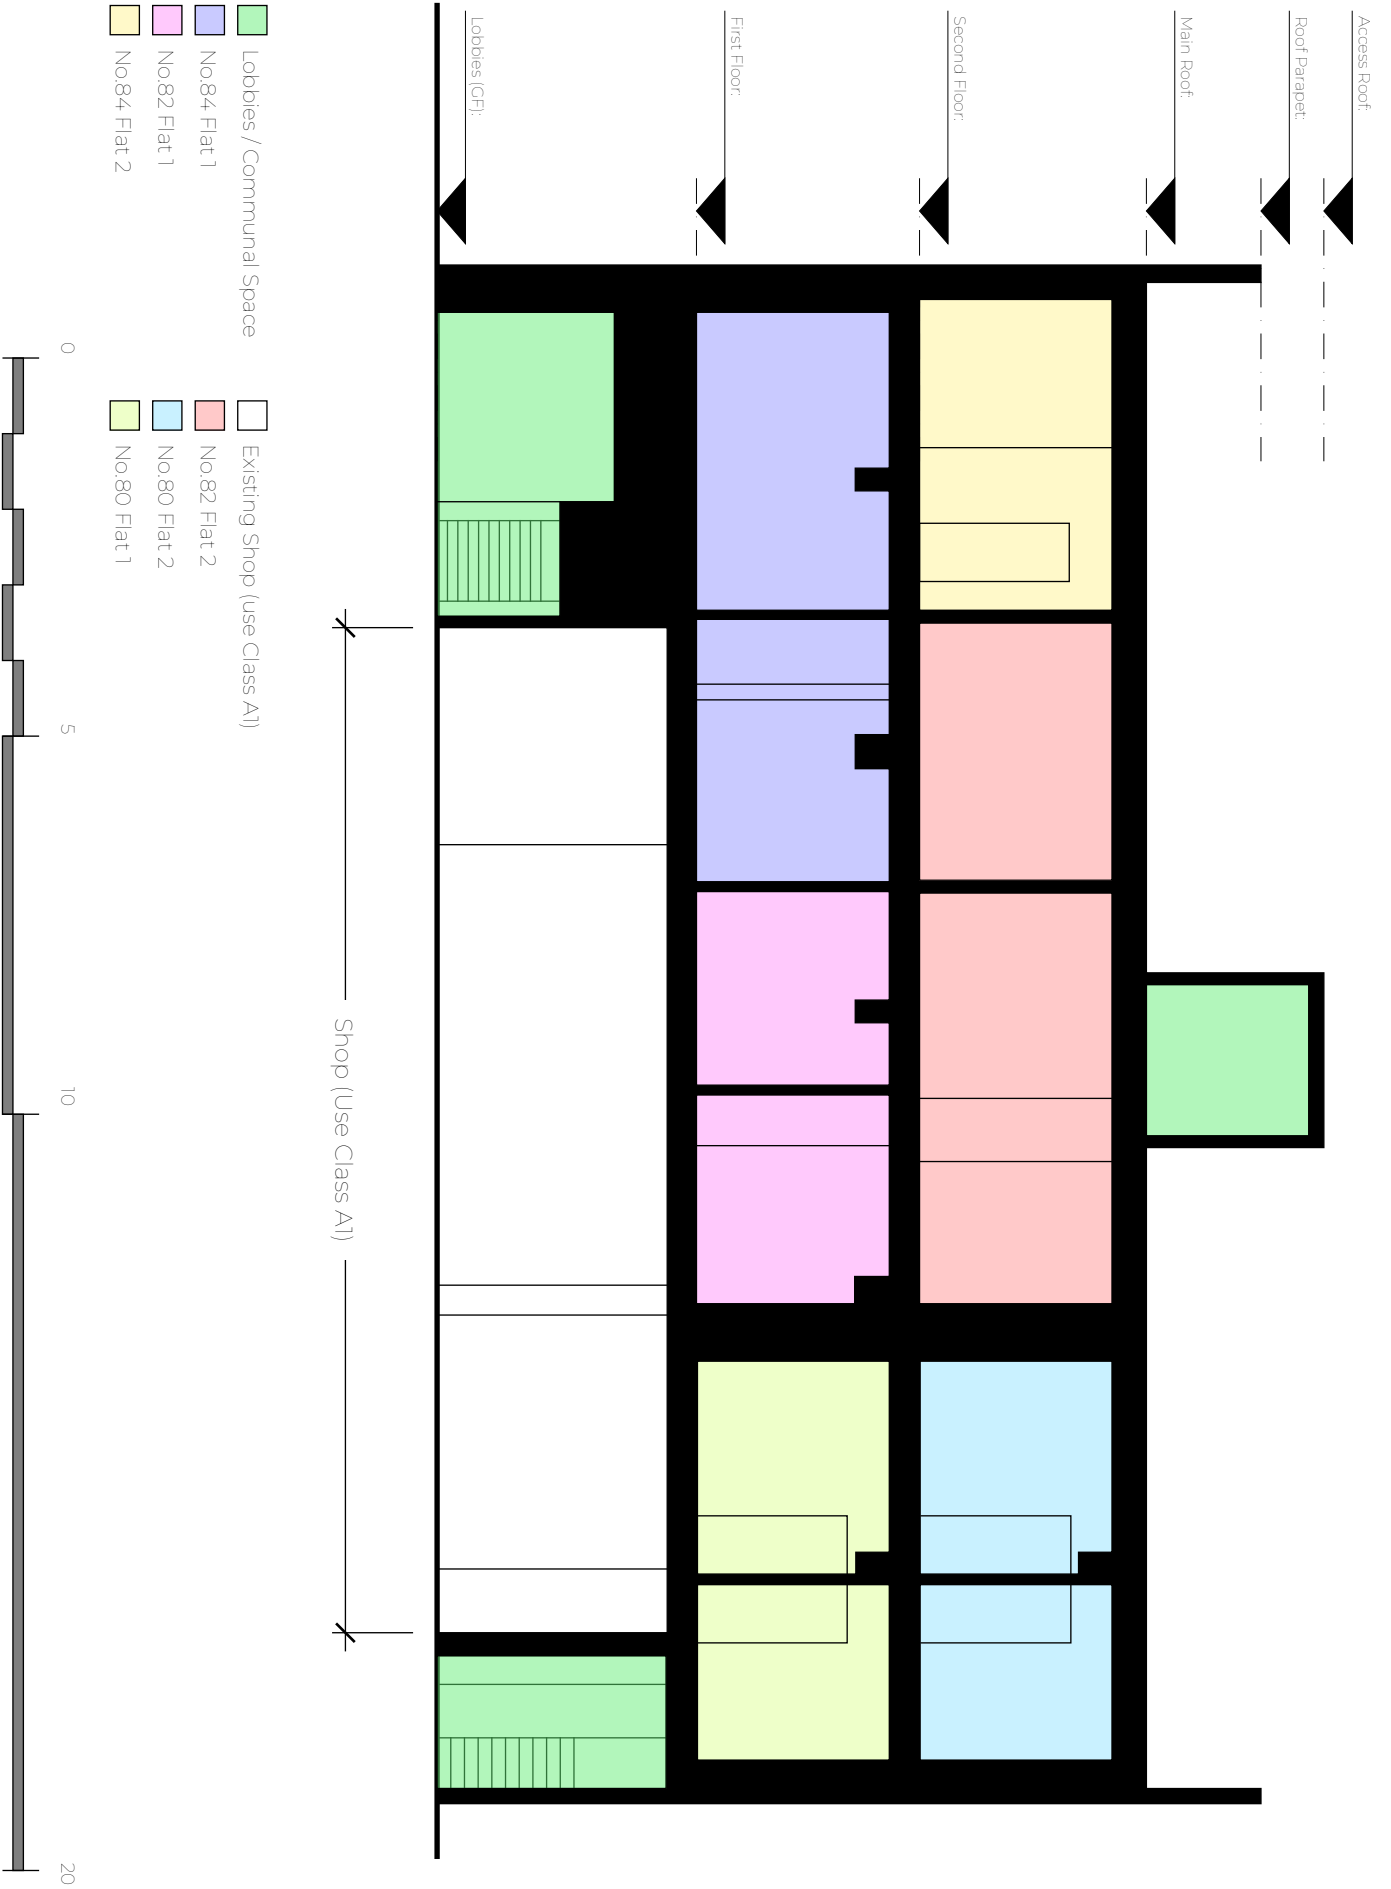 Access Roof:
Roof Parapet:
Main Roof:
Second Floor:
First Floor:
Lobbies (GF):
Shop (Use Class A1)
Lobbies / Communal Space
No.84 Flat 1
No.82 Flat 1
No.84 Flat 2
Existing Shop (use Class A1)
No.82 Flat 2
No.80 Flat 2
No.80 Flat 1
0
5
10
20